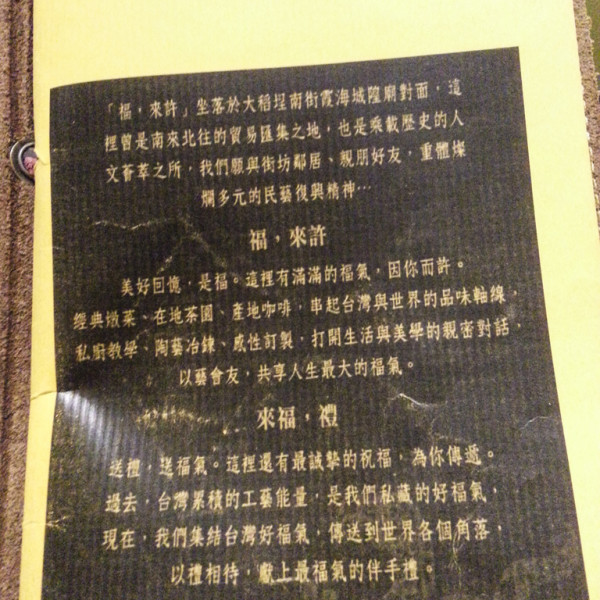 「福，來許」坐落於大稻埕南街霞海城隍廟對面，這
裡曾是南來北往的貿易匯集之地，也是乘載歷史的人
文薈萃之所，我們願與街坊鄰居、親朋好友，重體燦
爛多元的民藝復興精神…
福，來許
美好回憶，是福。這裡有滿滿的福氣，因你而許。
經典燉菜、在地茶園、產地咖啡，串起台灣與世界的品味軸線，
私廚教學、陶藝冶鍊、感性訂製，打開生活與美學的親密對話，
以藝會友，共享人生最大的福氣。
來福，禮
送禮，送福氣。這裡還有最誠摯的祝福，為你傳遞。
過去，台灣累積的工藝能量，是我們私藏的好福氣，
現在，我們集結台灣好福氣，傳送到世界各個角落，
以禮相待，獻上最福氣的伴手禮。